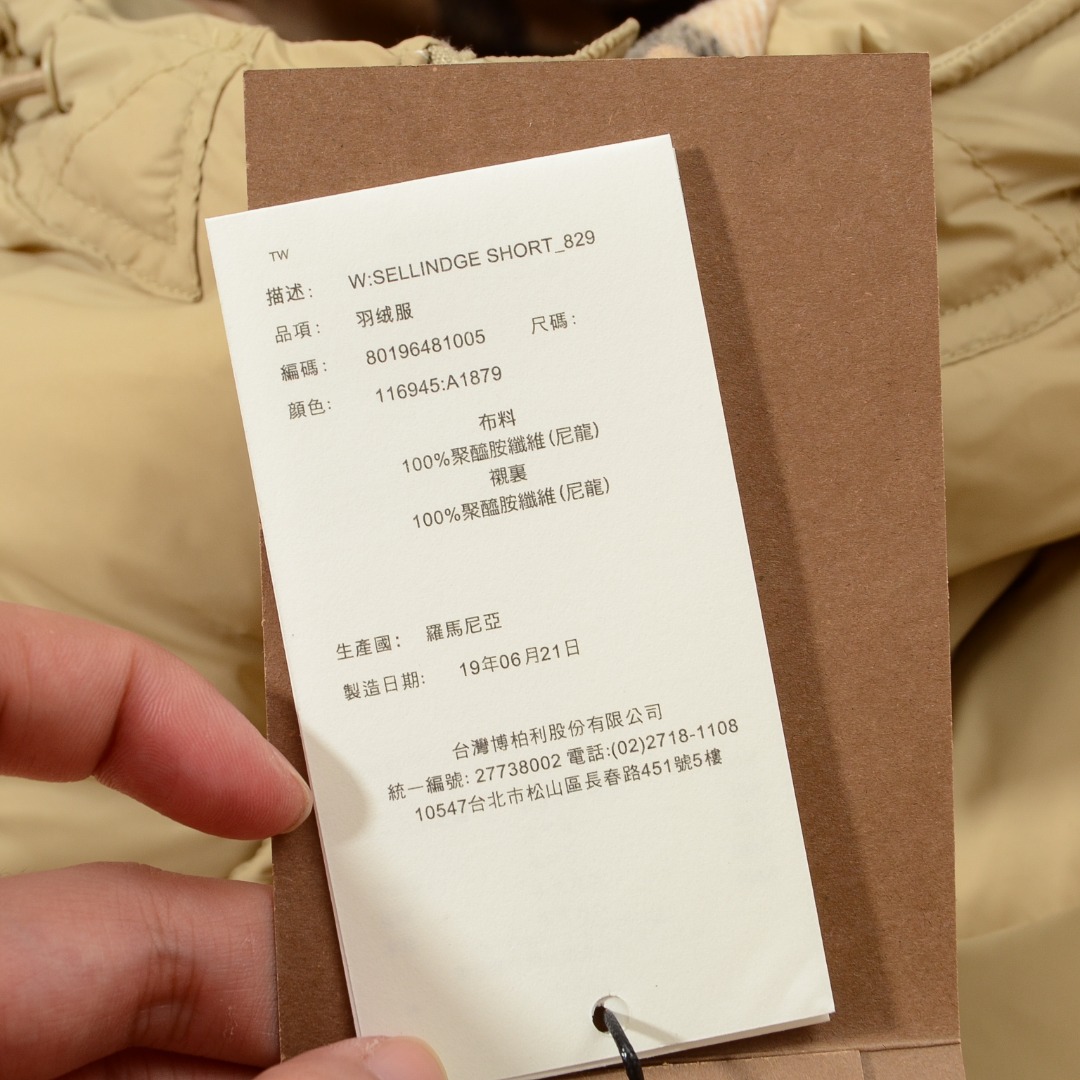 TW
描述: W:SELLINDGE SHORT_829
品項: 羽绒服
編碼: 80196481005 尺碼:
顏色: 116945:A1879
布料
100%聚醯胺纖維(尼龍)
襯裏
100%聚醯胺纖維(尼龍)
生產國: 羅馬尼亞
製造日期: 19年06月21日
台灣博柏利股份有限公司
統一編號: 27738002 電話:(02)2718-1108
10547台北市松山區長春路451號5樓